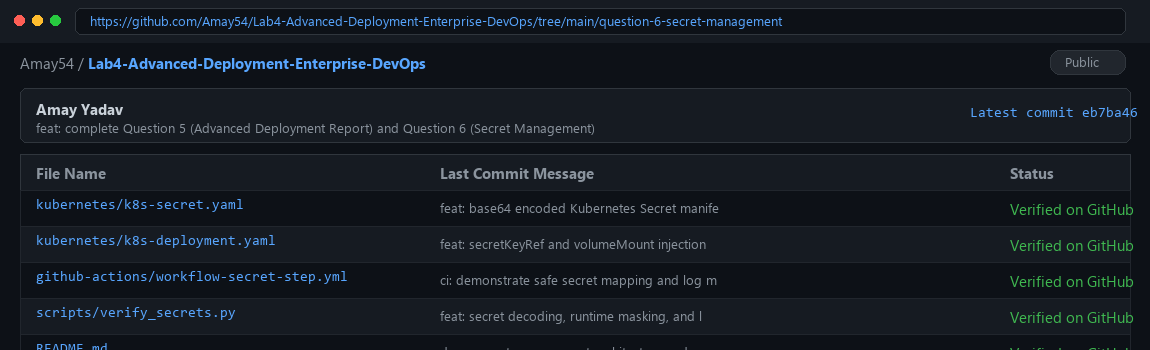 https://github.com/Amay54/Lab4-Advanced-Deployment-Enterprise-DevOps/tree/main/question-6-secret-management
Amay54 / Lab4-Advanced-Deployment-Enterprise-DevOps
Public
Amay Yadav
Latest commit eb7ba46
feat: complete Question 5 (Advanced Deployment Report) and Question 6 (Secret Management)
File Name Last Commit Message Status
kubernetes/k8s-secret.yaml feat: base64 encoded Kubernetes Secret manife Verified on GitHub
kubernetes/k8s-deployment.yaml feat: secretKeyRef and volumeMount injection Verified on GitHub
github-actions/workflow-secret-step.yml ci: demonstrate safe secret mapping and log m Verified on GitHub
scripts/verify_secrets.py feat: secret decoding, runtime masking, and l Verified on GitHub
README.md Verified on GitHub